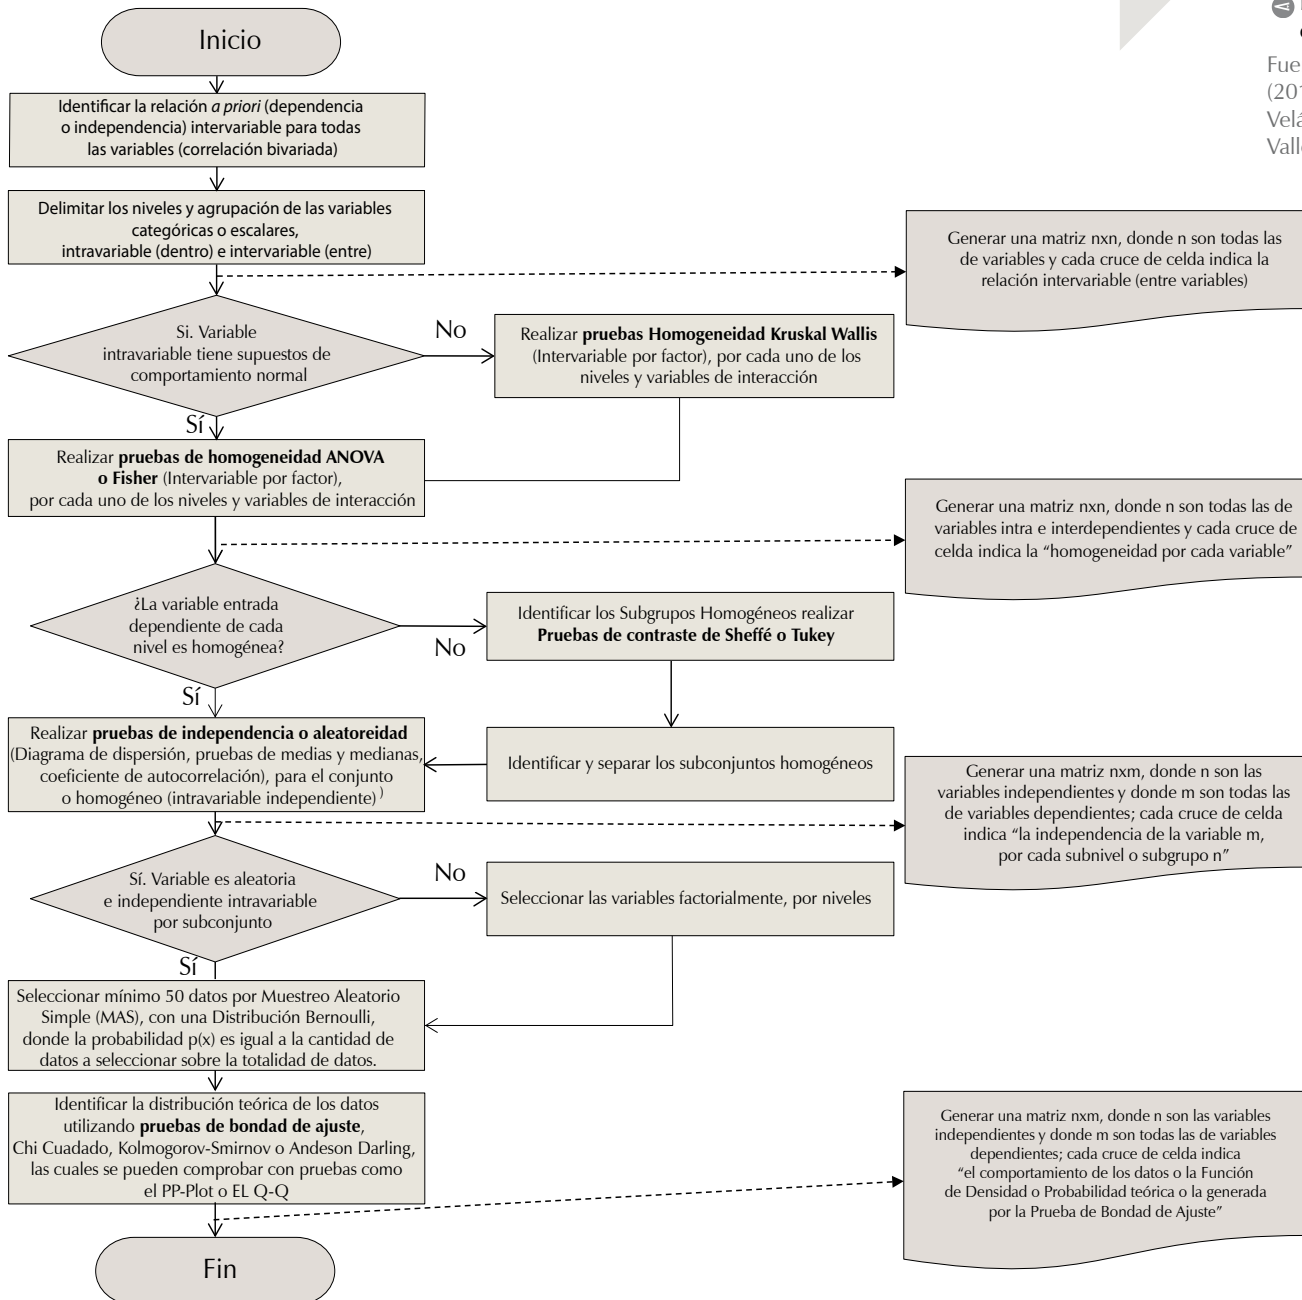 Inicio
Identificar la relación a priori (dependencia
o independencia) intervariable para todas
las variables (correlación bivariada)
Delimitar los niveles y agrupación de las variables
categóricas o escalares,
intravariable (dentro) e intervariable (entre)
Generar una matriz nxn, donde n son todas las
de variables y cada cruce de celda indica la
relación intervariable (entre variables)
Si. Variable
intravariable tiene supuestos de
comportamiento normal
No
Realizar pruebas Homogeneidad Kruskal Wallis
(Intervariable por factor), por cada uno de los
niveles y variables de interacción
Sí
Realizar pruebas de homogeneidad ANOVA
o Fisher (Intervariable por factor),
por cada uno de los niveles y variables de interacción
Generar una matriz nxn, donde n son todas las de
variables intra e interdependientes y cada cruce de
celda indica la “homogeneidad por cada variable”
¿La variable entrada
dependiente de cada
nivel es homogénea?
No
Identificar los Subgrupos Homogéneos realizar
Pruebas de contraste de Sheffé o Tukey
Sí
Realizar pruebas de independencia o aleatoreidad
(Diagrama de dispersión, pruebas de medias y medianas,
coeficiente de autocorrelación), para el conjunto
o homogéneo (intravariable independiente) )
Identificar y separar los subconjuntos homogéneos
Generar una matriz nxm, donde n son las
variables independientes y donde m son todas las
de variables dependientes; cada cruce de celda
indica “la independencia de la variable m,
por cada subnivel o subgrupo n”
Sí. Variable es aleatoria
e independiente intravariable
por subconjunto
No
Seleccionar las variables factorialmente, por niveles
Sí
Seleccionar mínimo 50 datos por Muestreo Aleatorio
Simple (MAS), con una Distribución Bernoulli,
donde la probabilidad p(x) es igual a la cantidad de
datos a seleccionar sobre la totalidad de datos.
Identificar la distribución teórica de los datos
utilizando pruebas de bondad de ajuste,
Chi Cuadado, Kolmogorov-Smirnov o Andeson Darling,
las cuales se pueden comprobar con pruebas como
el PP-Plot o EL Q-Q
Generar una matriz nxm, donde n son las variables
independientes y donde m son todas las de variables
dependientes; cada cruce de celda indica
“el comportamiento de los datos o la Función
de Densidad o Probabilidad teórica o la generada
por la Prueba de Bondad de Ajuste”
Fin
Fue
(201
Velá
Vall